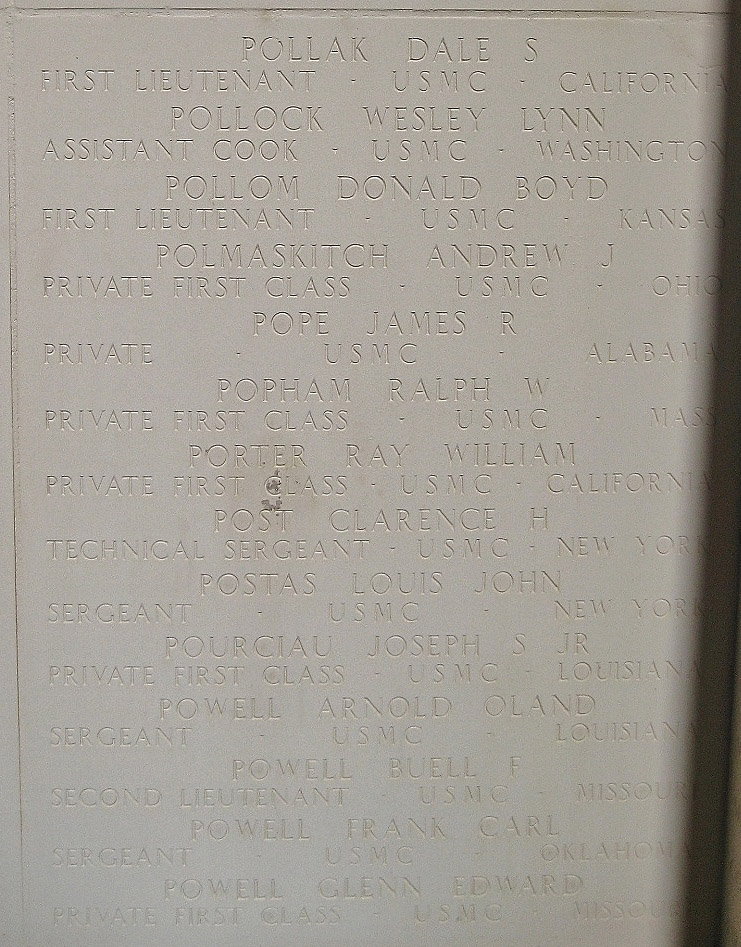 POLLAK DALE S
FIRST LIEUTENANT - USMC - CALIFORNIA
POLLOCK WESLEY LYNN
ASSISTANT COOK - USMC - WASHINGTON
POLLOM DONALD BOYD
FIRST LIEUTENANT - USMC - KANSAS
POLMASKITCH ANDREW J
PRIVATE FIRST CLASS - USMC - OHIO
POPE JAMES R
PRIVATE - USMC - ALABAMA
POPHAM RALPH W
PRIVATE FIRST CLASS - USMC - MASS
PORTER RAY WILLIAM
PRIVATE FIRST CLASS - USMC - CALIFORNI
POST CLARENCE H
TECHNICAL SERGEANT - USMC - NEW YORK
POSTAS LOUIS JOHN
SERGEANT - USMC - NEW YORK
POURCIAU JOSEPH S JR
PRIVATE FIRST CLASS - USMC - LOUISIANA
POWELL ARNOLD OLAND
SERGEANT - USMC - LOUISIANA
POWELL BUELL F
SECOND LIEUTENANT - USMC - MISSOURI
POWELL FRANK CARL
SERGEANT - USMC - OKLAHOMA
POWELL GLENN EDWARD
PRIVATE FIRST CLASS - USMC - MISSOURI